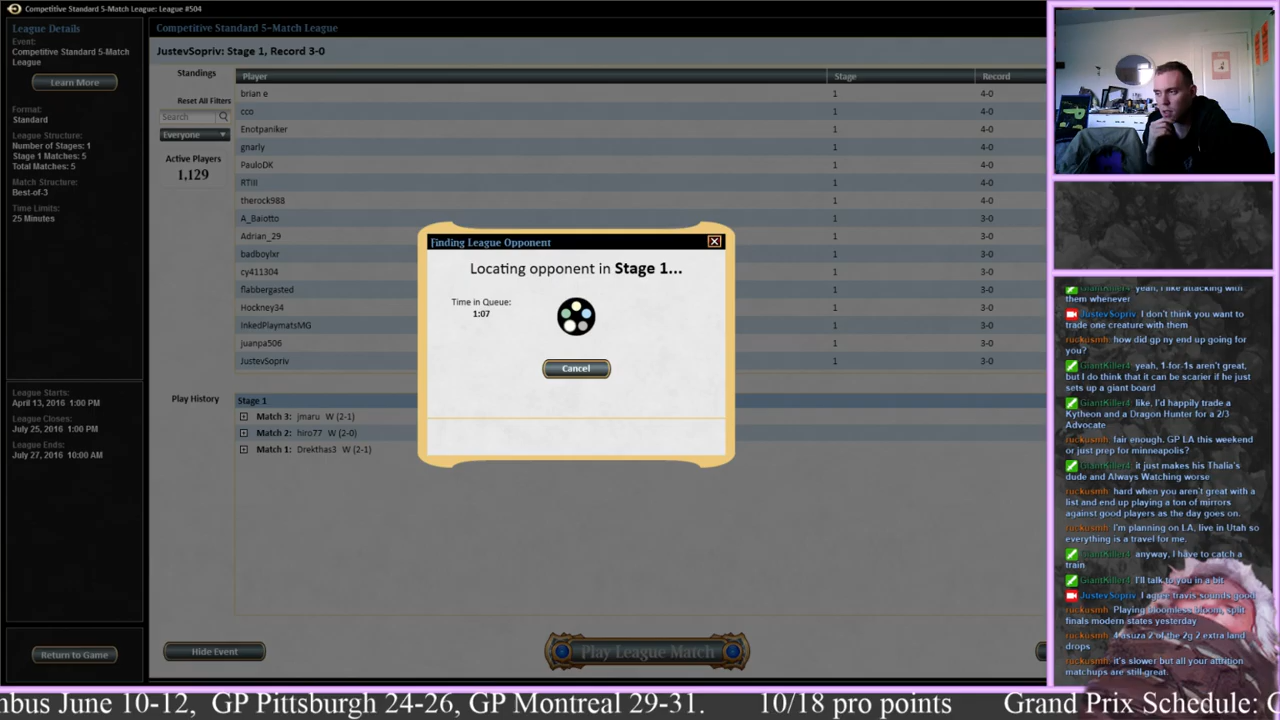 Competitive Standard 5-Match League: League #504
League Details
Event:
Competitive Standard 5-Match
League
Learn More
Format:
Standard
League Structure:
Number of Stages: 1
Stage 1 Matches: 5
Total Matches: 5
Match Structure:
Best-of-3
Time Limits:
25 Minutes
League Starts:
April 13, 2016 1:00 PM
League Closes:
July 25, 2016 1:00 PM
League Ends:
July 27, 2016 10:00 AM
Return to Game
Competitive Standard 5-Match League
JustevSopriv: Stage 1, Record 3-0
Standings
Reset All Filters
Search
Everyone
Active Players
1,129
Player Stage Record
brian e 1 4-0
cco 1 4-0
Enotpaniker 1 4-0
gnarly 1 4-0
PauloDK 1 4-0
RTIII 1 4-0
therock988 1 4-0
A_Baiotto 1 3-0
Adrian_29 1 3-0
badboylxr 1 3-0
cy411304 1 3-0
flabbergasted 1 3-0
Hockney34 1 3-0
InkedPlaymatsMG 1 3-0
juanpa506 1 3-0
JustevSopriv 1 3-0
Finding League Opponent
Locating opponent in Stage 1...
Time in Queue:
1:07
Cancel
Play History
Stage 1
Match 3: jmaru W (2-1)
Match 2: hiro77 W (2-0)
Match 1: Drekthas3 W (2-1)
Hide Event
Play League Match
GiantKiller4: yeah, I like attacking with
them whenever
JustevSopriv: I don't think you want to
trade one creature with them
ruckusmh: how did gp ny end up going for
you?
GiantKiller4: yeah, 1-for-1s aren't great,
but I do think that it can be scarier if he just
sets up a giant board
GiantKiller4: like, I'd happily trade a
Kytheon and a Dragon Hunter for a 2/3
Advocate
ruckusmh: fair enough. GP LA this weekend
or just prep for minneapolis?
GiantKiller4: it just makes his Thalia's
dude and Always Watching worse
ruckusmh: hard when you aren't great with a
list and end up playing a ton of mirrors
against good players as the day goes on.
ruckusmh: I'm planning on LA, live in Utah so
everything is a travel for me.
GiantKiller4: anyway, I have to catch a
train
GiantKiller4: I'll talk to you in a bit
JustevSopriv: I agree travis sounds good
ruckusmh: Playing bloomless bloom, split
finals modern states yesterday
ruckusmh: 4 asuza 2 of the 2g 2 extra land
drops
ruckusmh: it's slower but all your attrition
matchups are still great.
nbus June 10-12, GP Pittsburgh 24-26, GP Montreal 29-31. 10/18 pro points Grand Prix Schedule: